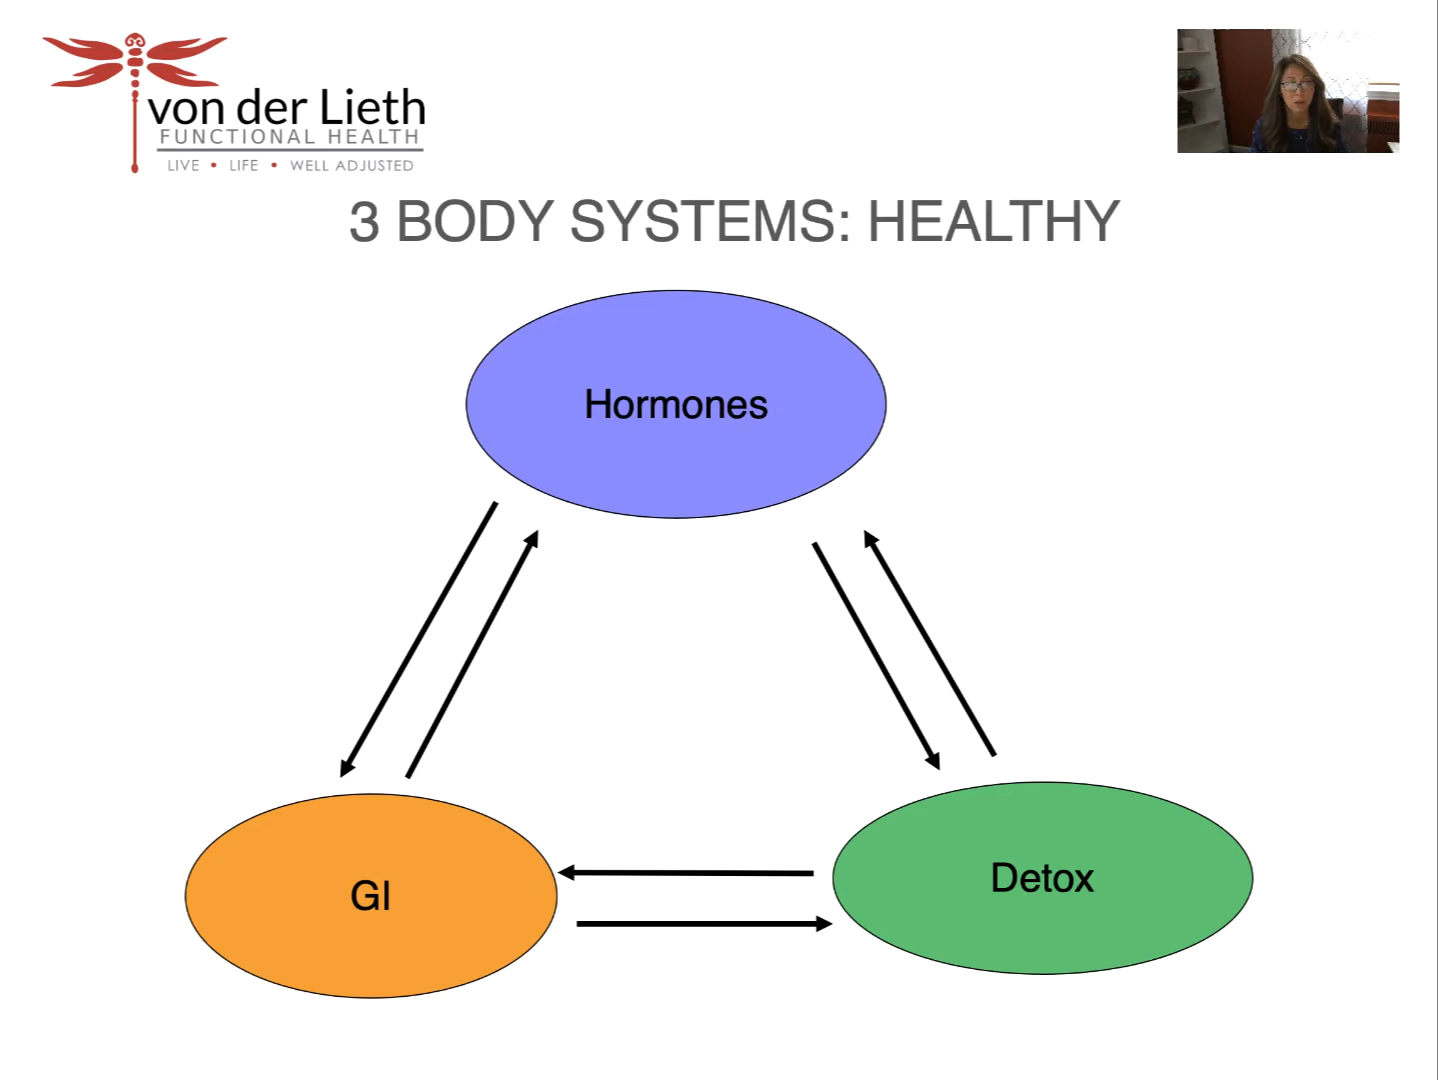 von der Lieth
FUNCTIONAL HEALTH
LIVE • LIFE • WELL ADJUSTED
3 BODY SYSTEMS: HEALTHY
Hormones
GI
Detox